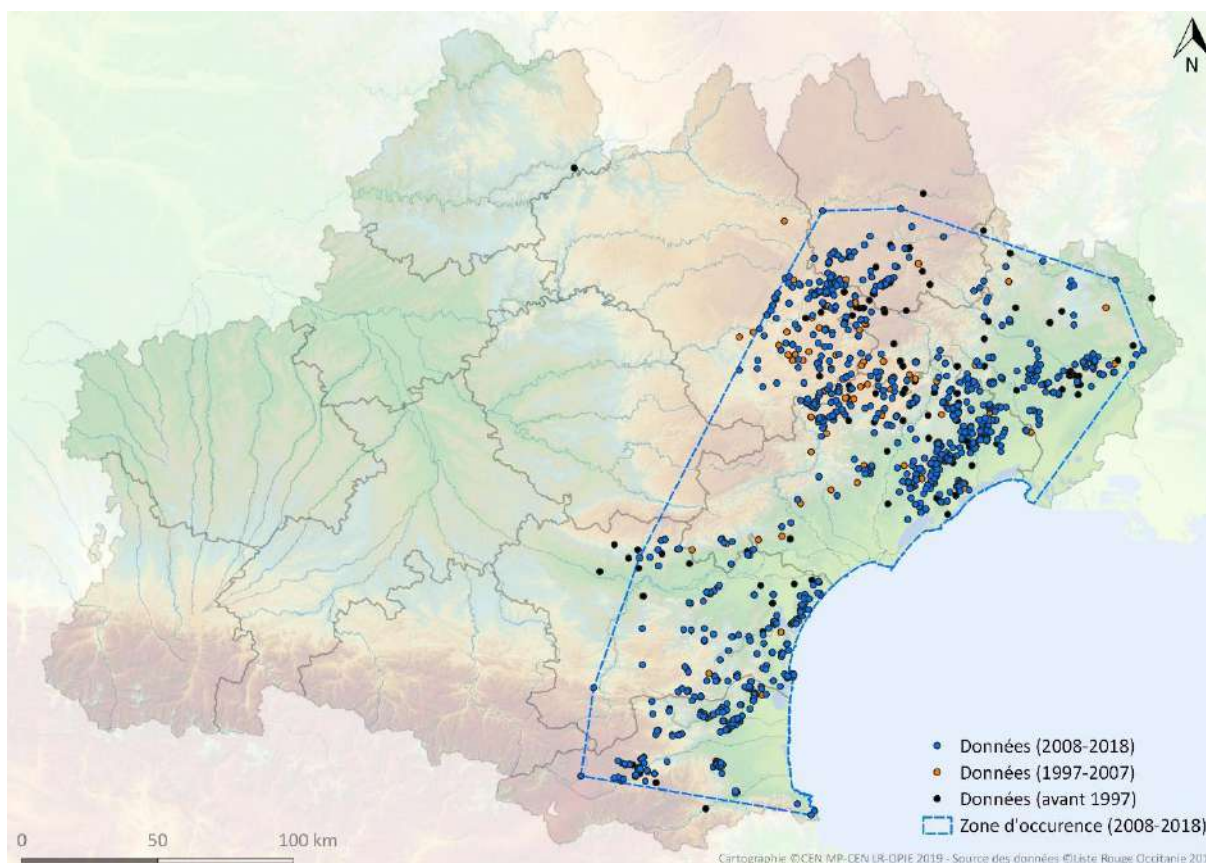 N
Données (2008-2018)
Données (1997-2007)
Données (avant 1997)
Zone d'occurence (2008-2018)
0 50 100 km
Cartographie ©CEN MP-CEN LR-OPIE 2019 - Source des données ©Liste Rouge Occitanie